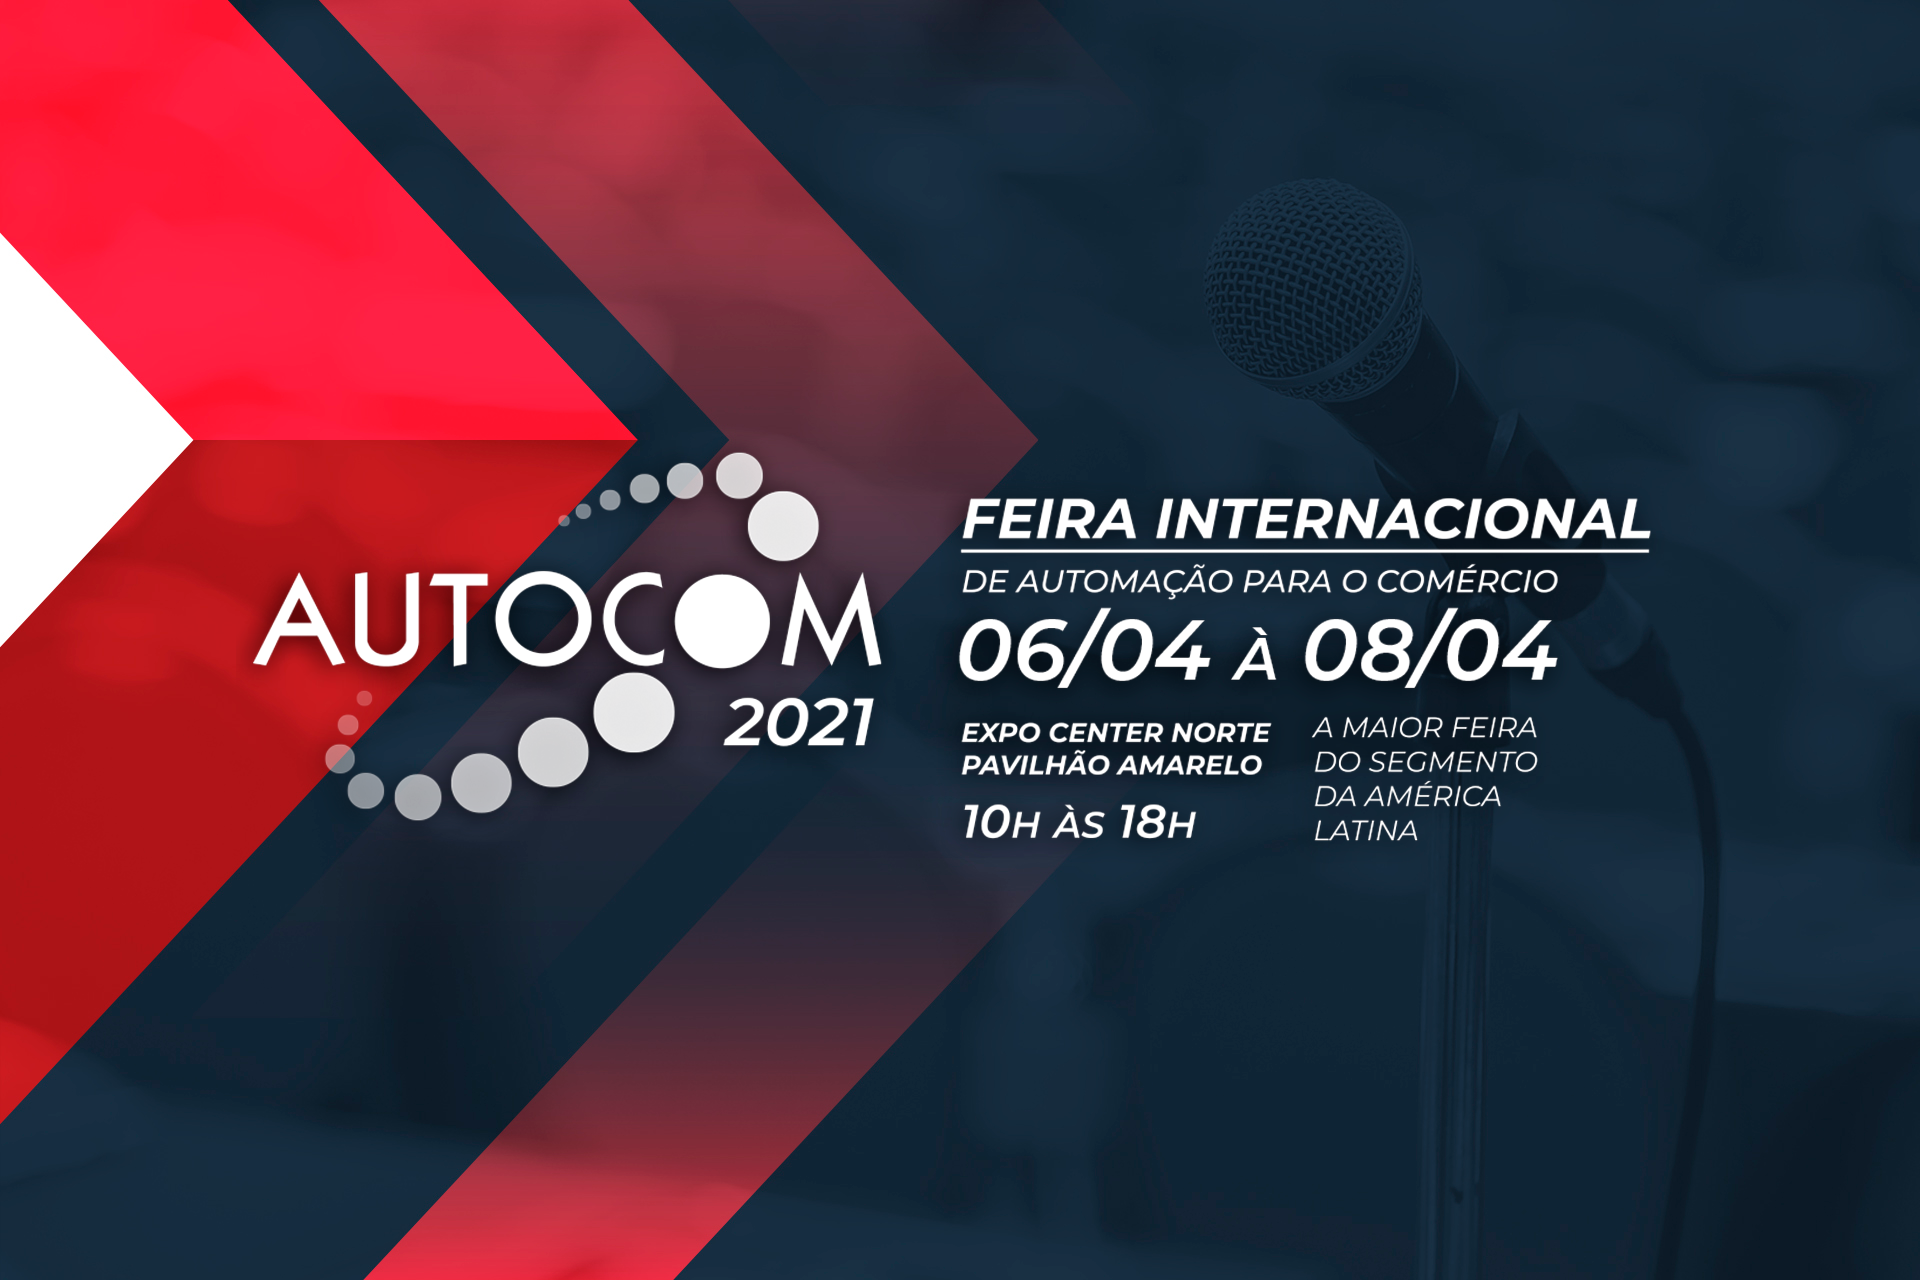 AUTOCOM
2021
FEIRA INTERNACIONAL
DE AUTOMAÇÃO PARA O COMÉRCIO
06/04 À 08/04
EXPO CENTER NORTE
PAVILHÃO AMARELO
10H ÀS 18H
A MAIOR FEIRA
DO SEGMENTO
DA AMÉRICA
LATINA